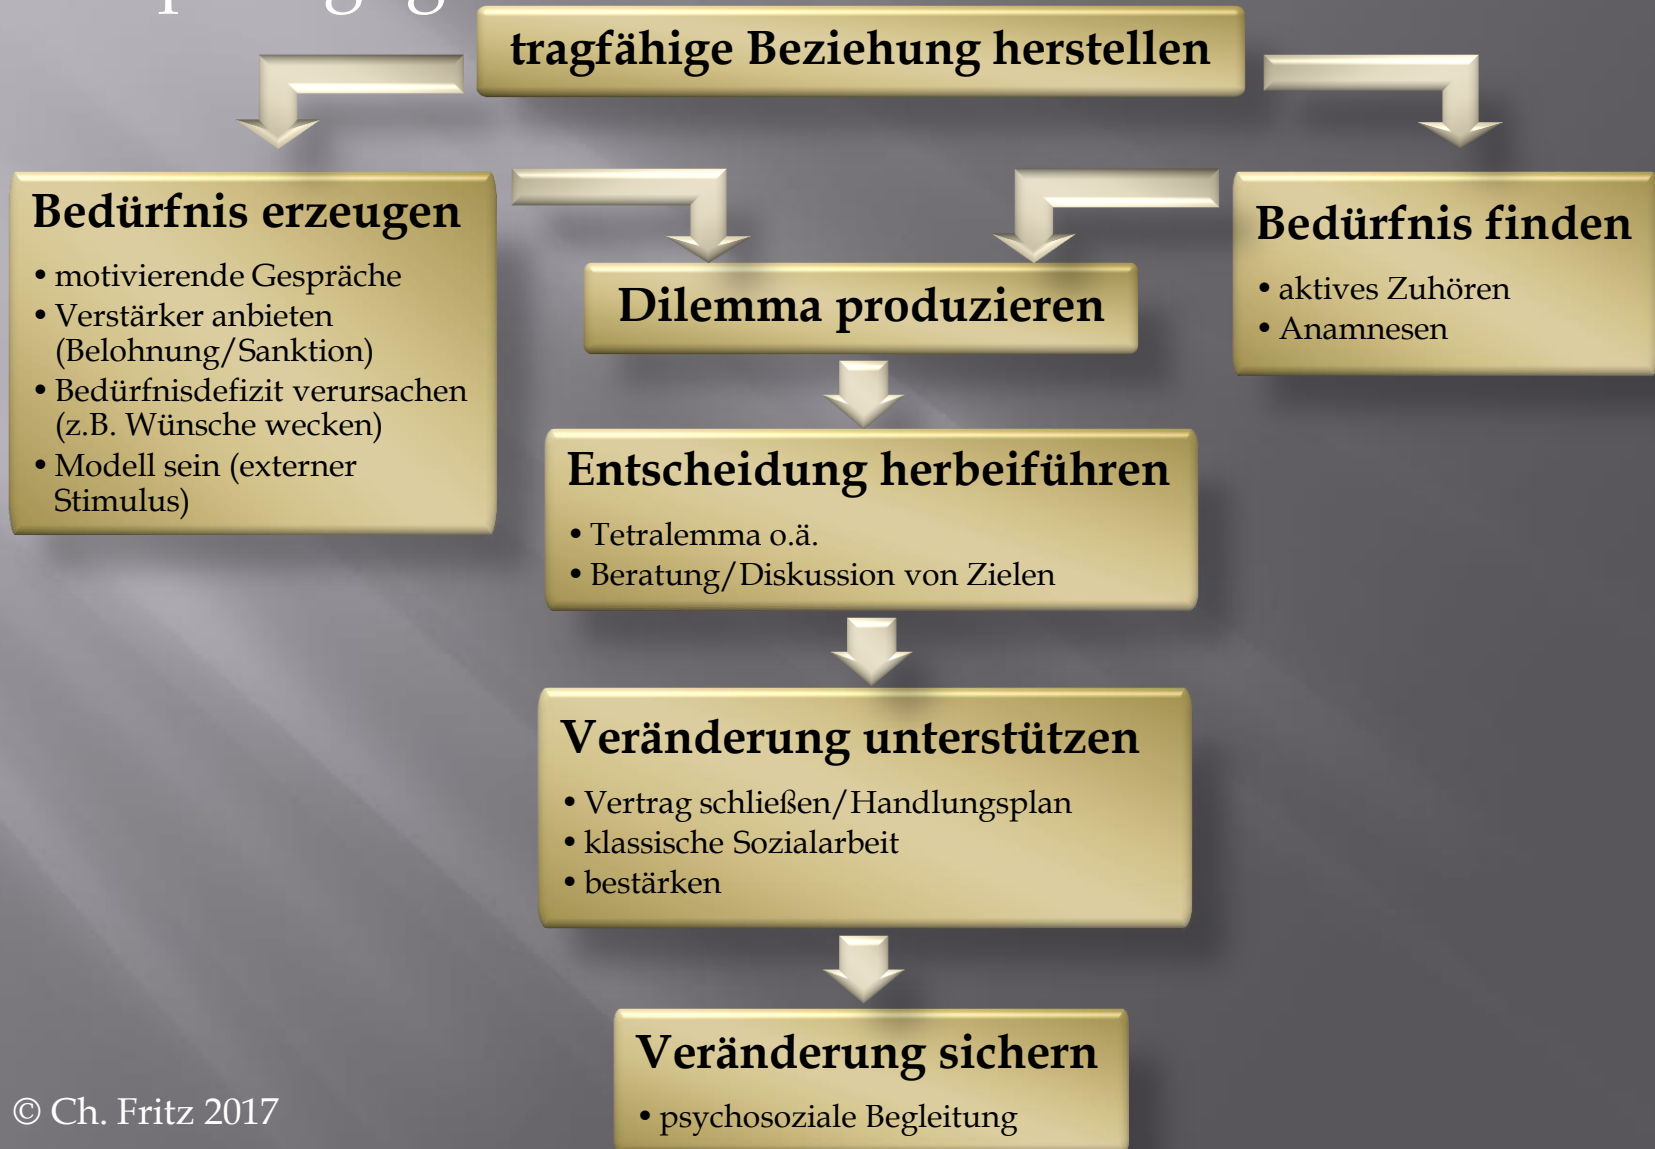 tragfähige Beziehung herstellen
Bedürfnis erzeugen
• motivierende Gespräche
• Verstärker anbieten
(Belohnung/Sanktion)
• Bedürfnisdefizit verursachen
(z.B. Wünsche wecken)
• Modell sein (externer
Stimulus)
Bedürfnis finden
• aktives Zuhören
• Anamnesen
Dilemma produzieren
Entscheidung herbeiführen
• Tetralemma o.ä.
• Beratung/Diskussion von Zielen
Veränderung unterstützen
• Vertrag schließen/Handlungsplan
• klassische Sozialarbeit
• bestärken
Veränderung sichern
• psychosoziale Begleitung
© Ch. Fritz 2017